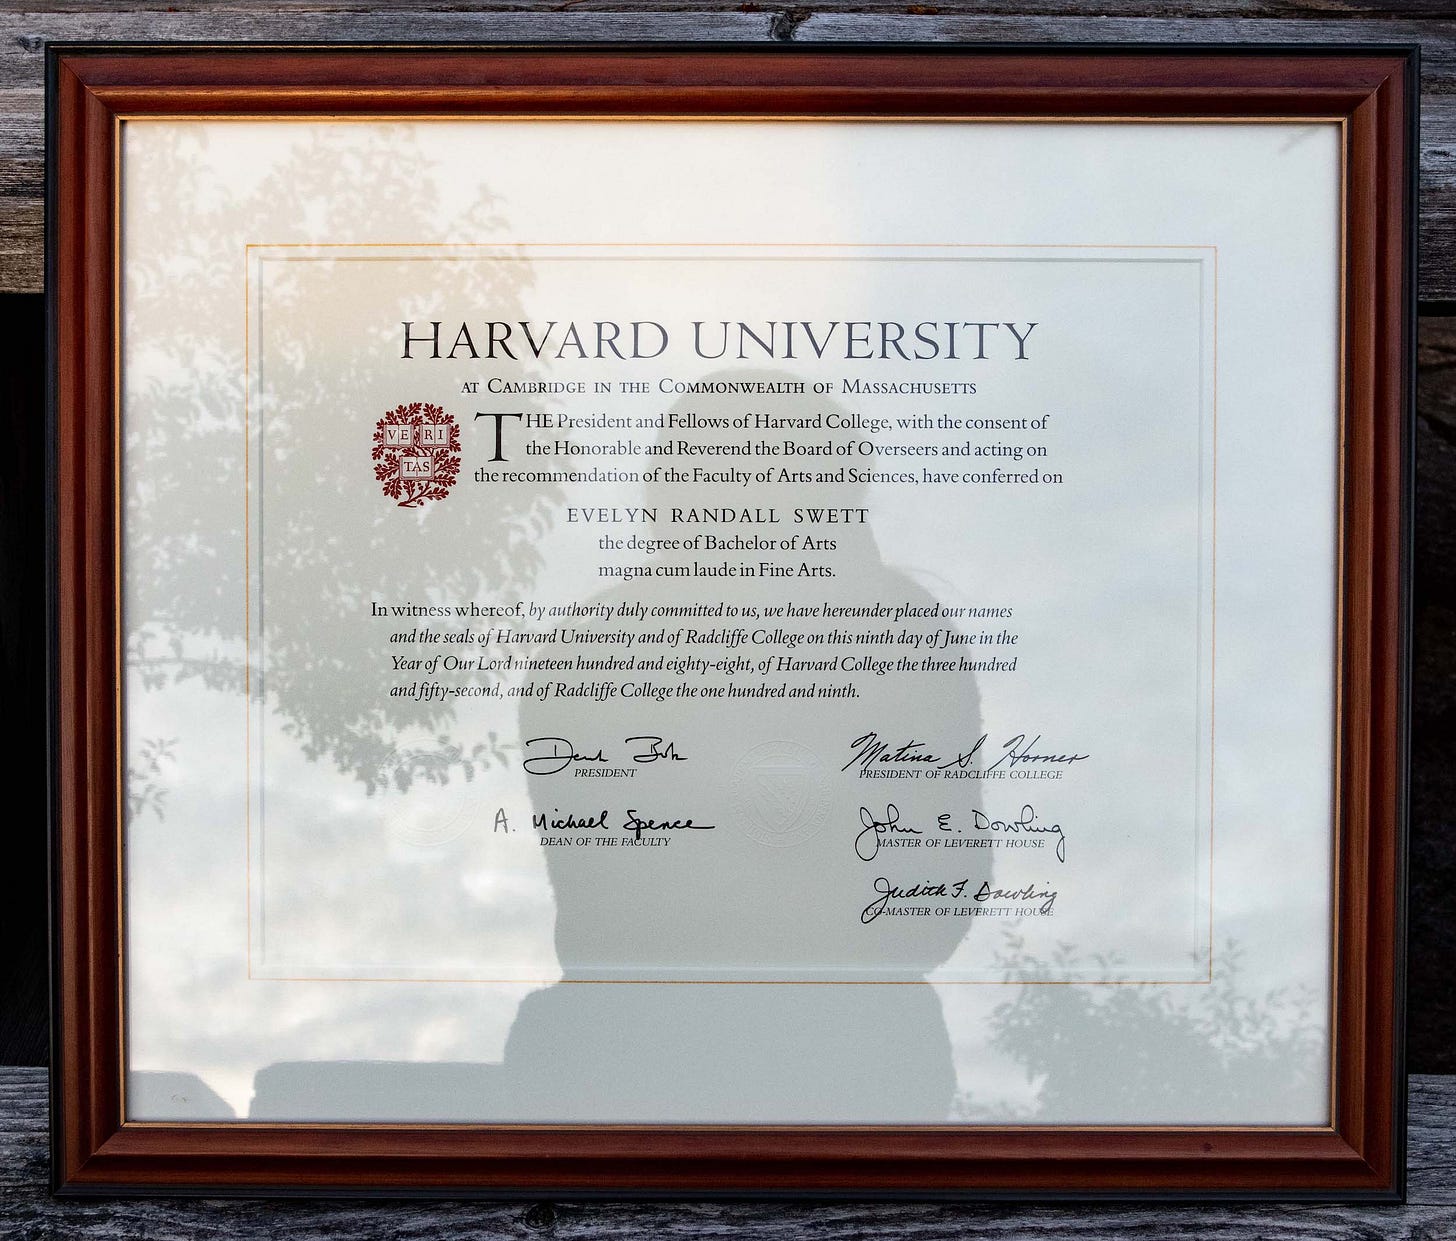 HARVARD UNIVERSITY
AT CAMBRIDGE IN THE COMMONWEALTH OF MASSACHUSETTS
VE RI
TAS
THE President and Fellows of Harvard College, with the consent of
the Honorable and Reverend the Board of Overseers and acting on
the recommendation of the Faculty of Arts and Sciences, have conferred on
EVELYN RANDALL SWETT
the degree of Bachelor of Arts
magna cum laude in Fine Arts.
In witness whereof, by authority duly committed to us, we have hereunder placed our names
and the seals of Harvard University and of Radcliffe College on this ninth day of June in the
Year of Our Lord nineteen hundred and eighty-eight, of Harvard College the three hundred
and fifty-second, and of Radcliffe College the one hundred and ninth.
Derek Bok
PRESIDENT
Matina S. Horner
PRESIDENT OF RADCLIFFE COLLEGE
A. Michael Spence
DEAN OF THE FACULTY
John E. Dowling
MASTER OF LEVERETT HOUSE
Judith F. Dowling
CO-MASTER OF LEVERETT HOUSE